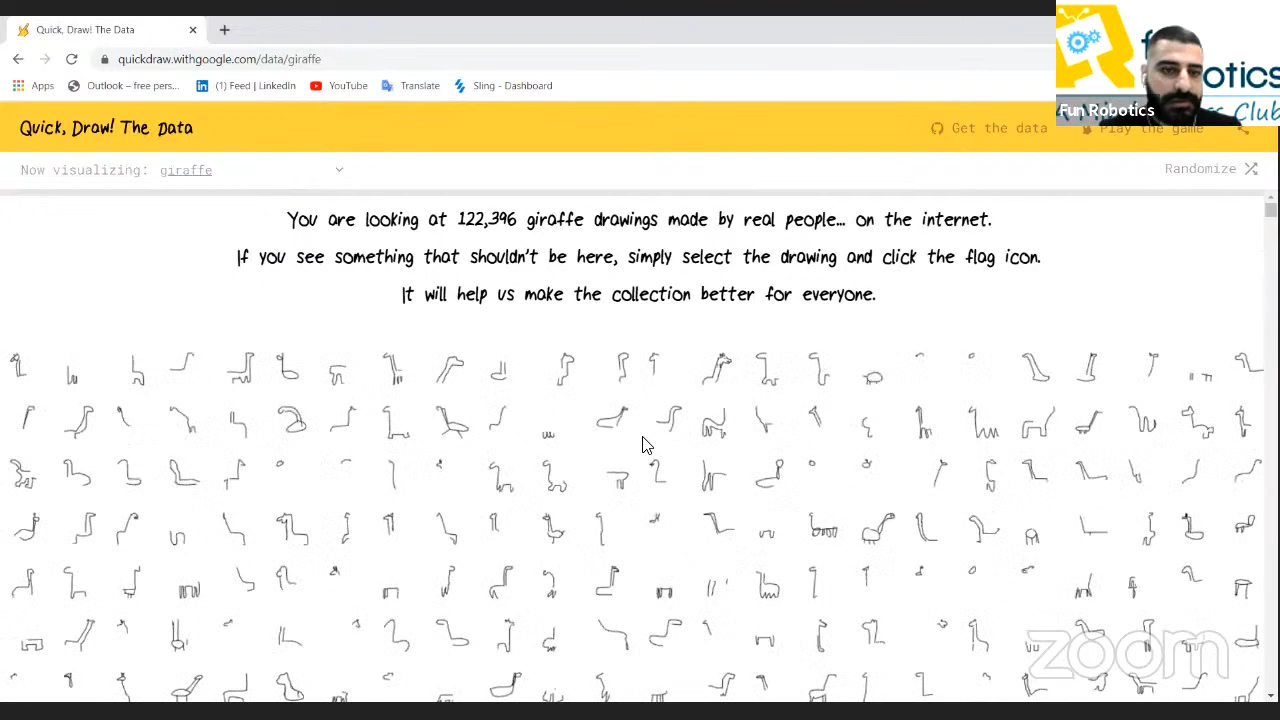 Quick, Draw! The Data
quickdraw.withgoogle.com/data/giraffe
Apps
Outlook – free pers...
(1) Feed | LinkedIn
YouTube
Translate
Sling - Dashboard
otics
Club
Fun Robotics
Quick, Draw! The Data
Get the data
Play the game
Now visualizing: giraffe
Randomize
You are looking at 122,396 giraffe drawings made by real people... on the internet.
If you see something that shouldn't be here, simply select the drawing and click the flag icon.
It will help us make the collection better for everyone.
zoom